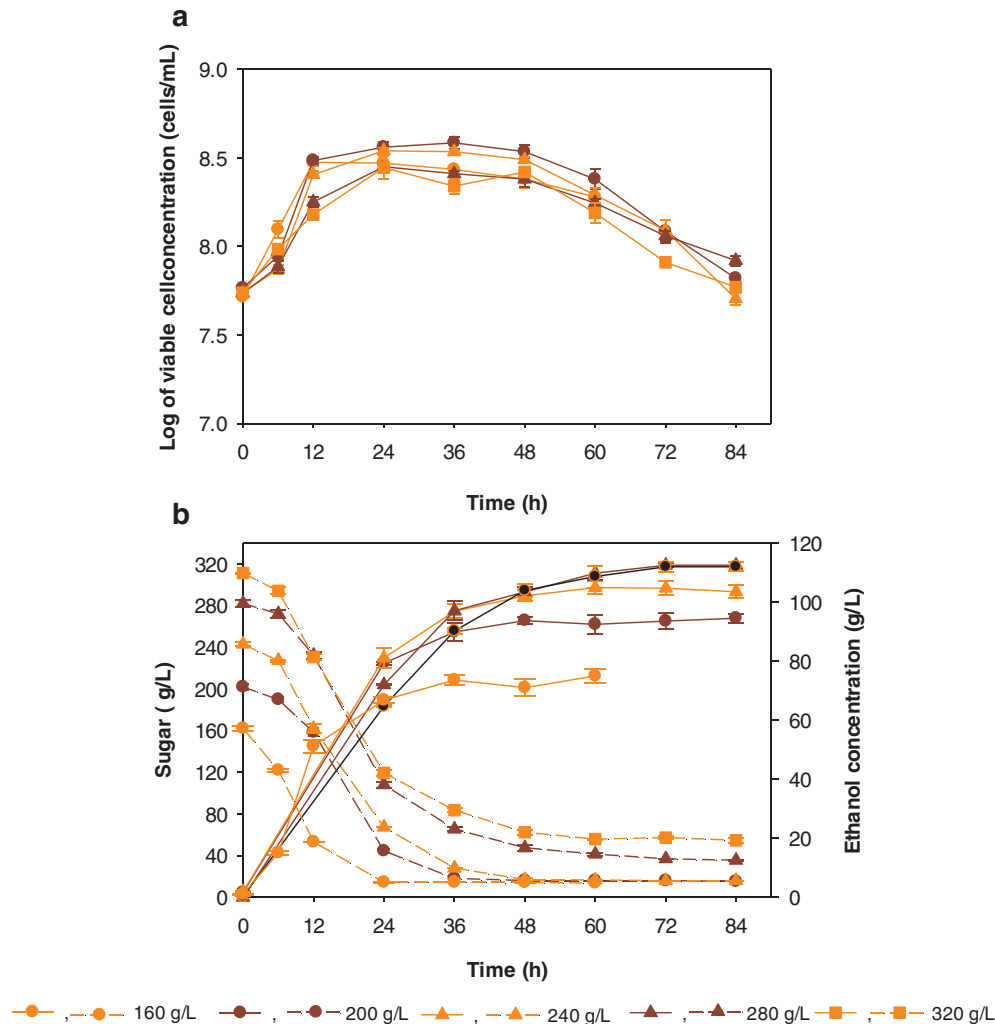 a
Log of viable cellconcentration (cells/mL)
9.0
8.5
8.0
7.5
7.0
0 12 24 36 48 60 72 84
Time (h)
b
Sugar ( g/L)
320
280
240
200
160
120
80
40
0
120
100
80
60
40
20
0
Ethanol concentration (g/L)
0 12 24 36 48 60 72 84
Time (h)
, 160 g/L , 200 g/L , 240 g/L , 280 g/L , 320 g/L